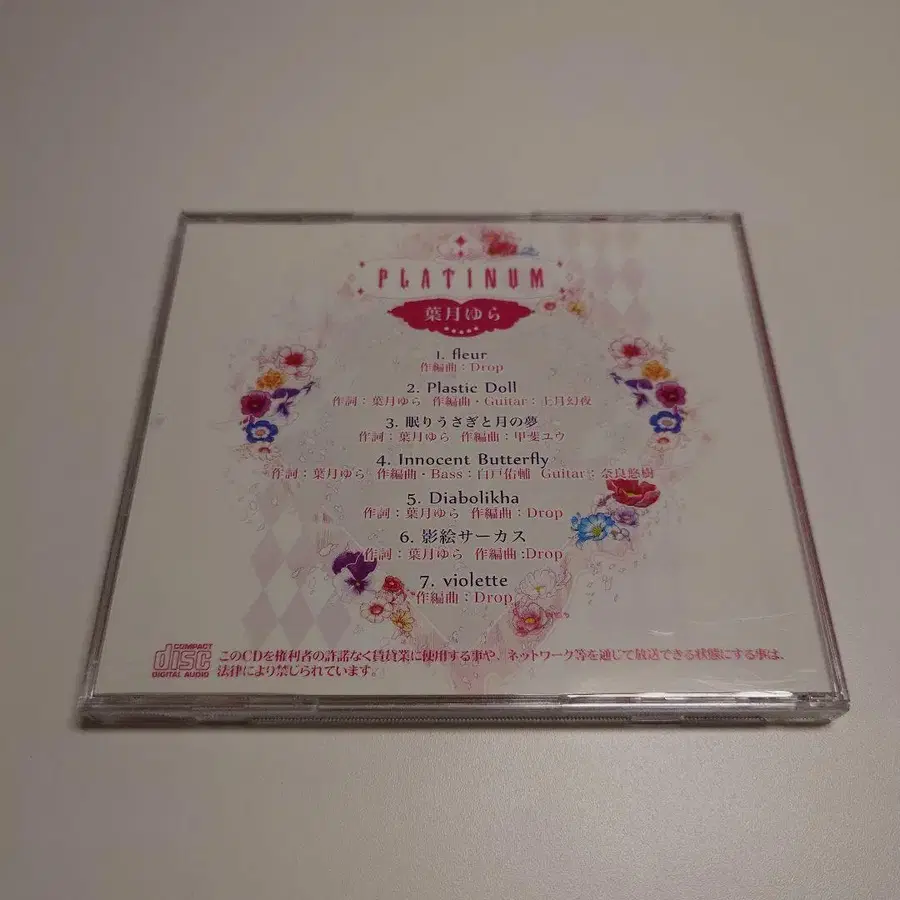 PLATINUM
葉月ゆら
1. fleur
作編曲：Drop
2. Plastic Doll
作詞：葉月ゆら 作編曲・Guitar：七月幻夜
3. 眠りうさぎと月の夢
作詞：葉月ゆら 作編曲：甲斐ユウ
4. Innocent Butterfly
作詞：葉月ゆら 作編曲・Bass：白戸佑輔 Guitar：奈良悠樹
5. Diabolikha
作詞：葉月ゆら 作編曲：Drop
6. 影絵サーカス
作詞：葉月ゆら 作編曲:Drop
7. violette
作編曲：Drop
COMPACT
disc
DIGITAL AUDIO
このCDを権利者の許諾なく賃貸業に使用する事や、ネットワーク等を通じて放送できる状態にする事は、
法律により禁じられています。